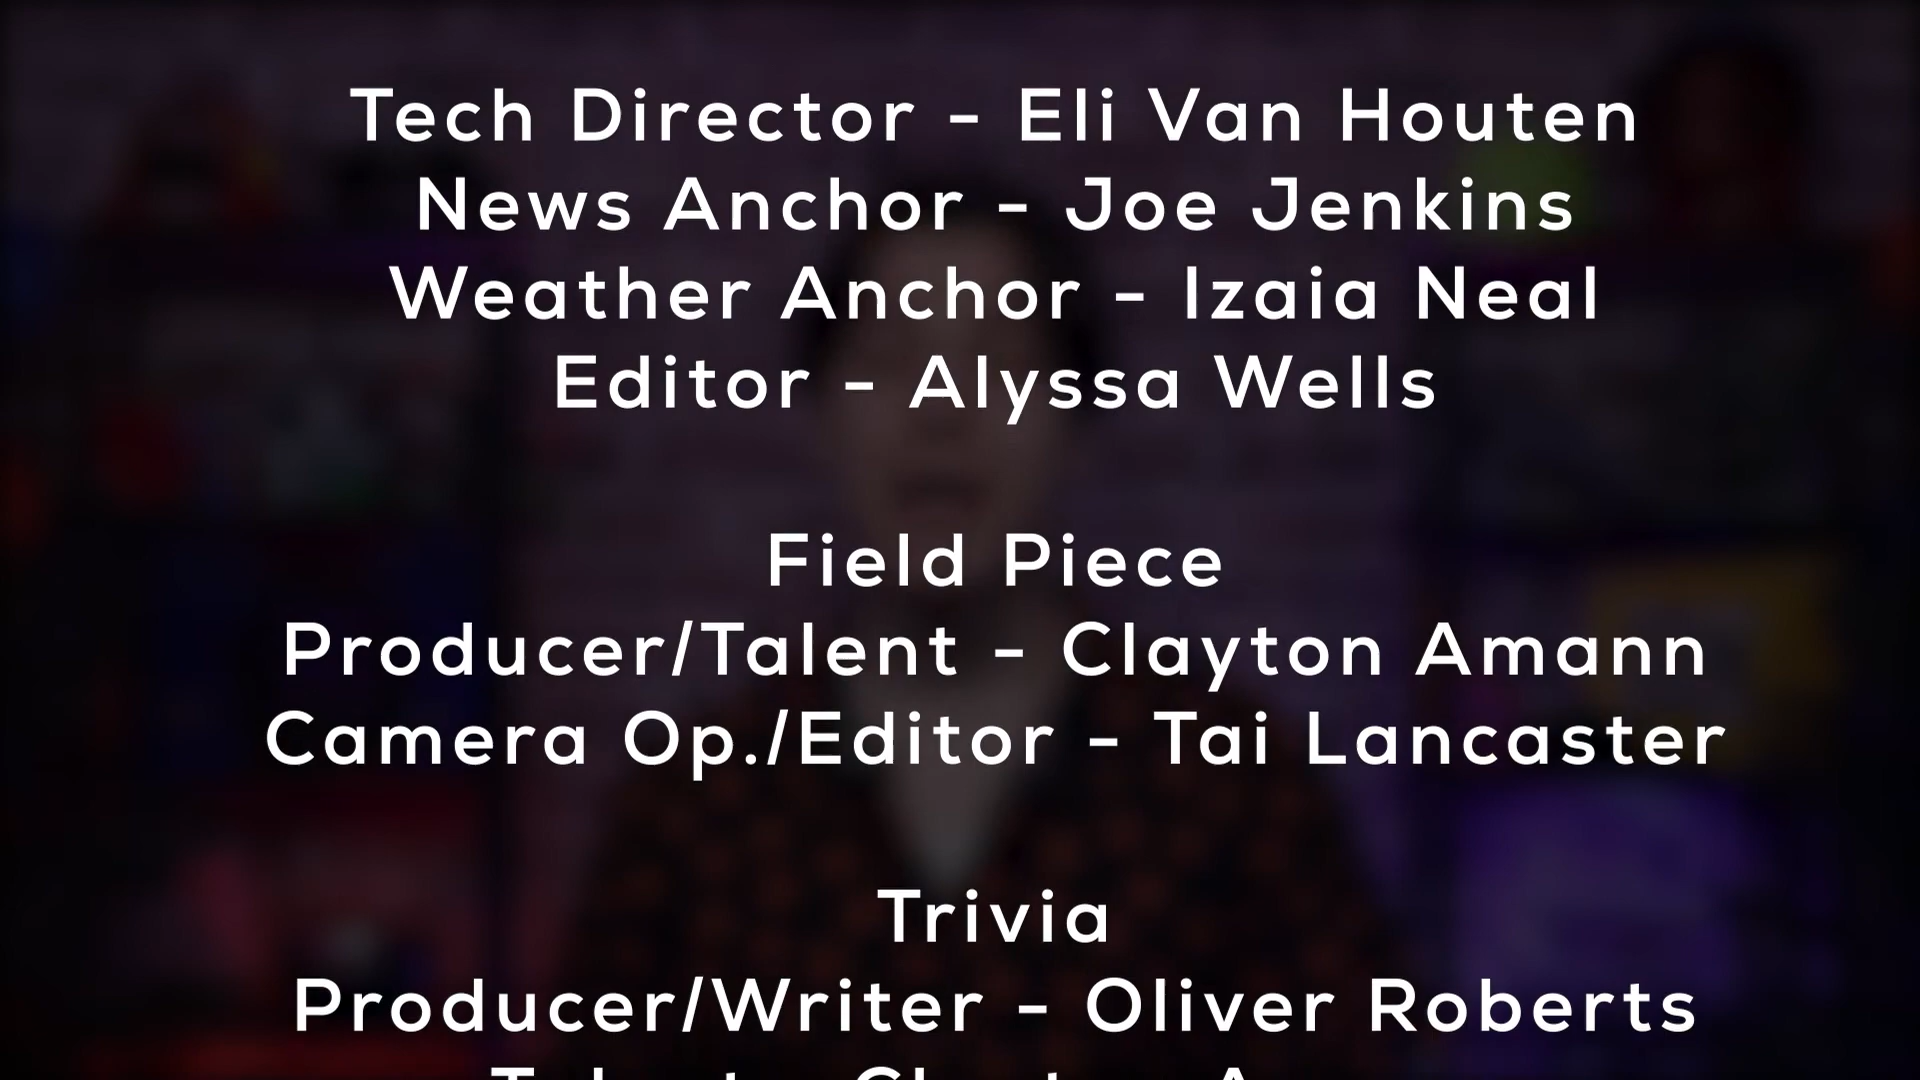 Tech Director - Eli Van Houten
News Anchor - Joe Jenkins
Weather Anchor - Izaia Neal
Editor - Alyssa Wells
Field Piece
Producer/Talent - Clayton Amann
Camera Op./Editor - Tai Lancaster
Trivia
Producer/Writer - Oliver Roberts